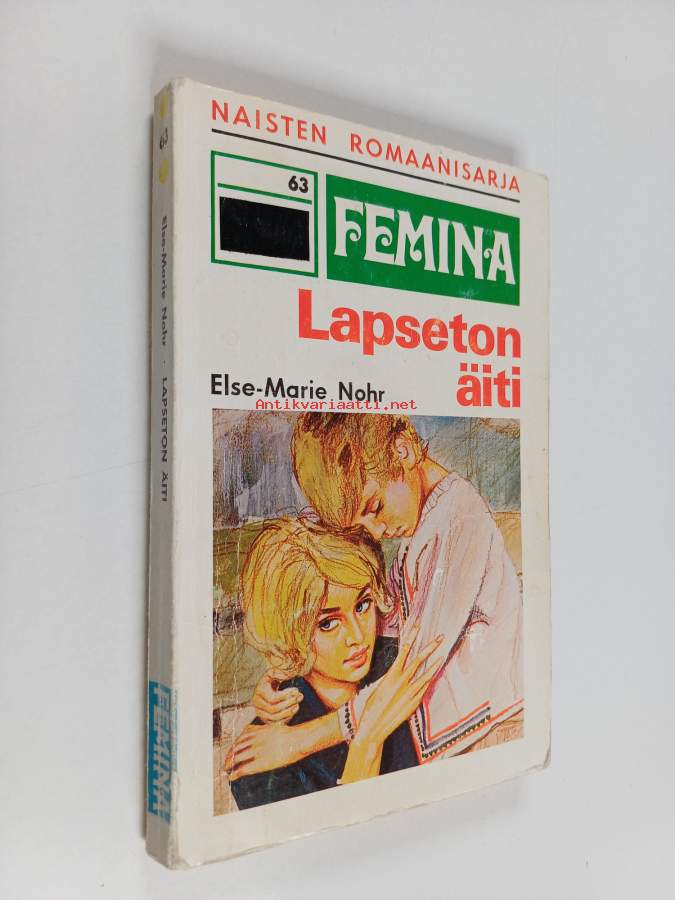 NAISTEN ROMAANISARJA
63
FEMINA
Lapseton
äiti
Else-Marie Nohr
Antikvariaatti.net
Else-Marie Nohr · LAPSETON ÄITI
FEMINA